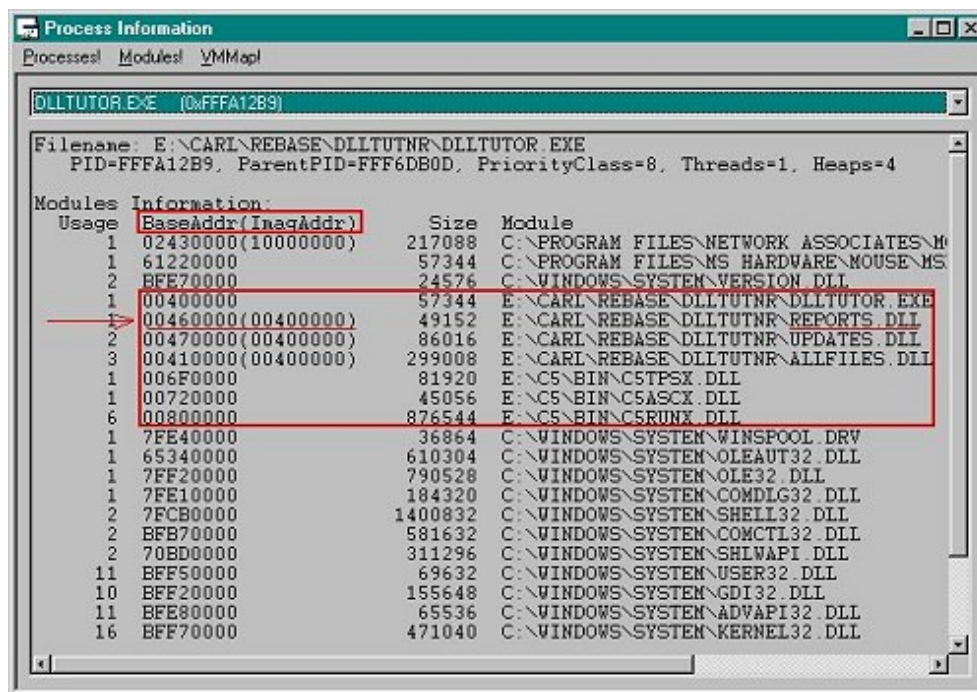 Process Information
Processes! Modules! VMMap!
DLLTUTOR.EXE (0xFFFA12B9)
Filename: E:\CARL\REBASE\DLLTUTNR\DLLTUTOR.EXE
PID=FFFA12B9, ParentPID=FFF6DB0D, PriorityClass=8, Threads=1, Heaps=4
Modules Information:
Usage BaseAddr(ImagAddr) Size Module
1 02430000(10000000) 217088 C:\PROGRAM FILES\NETWORK ASSOCIATES\M
1 61220000 57344 C:\PROGRAM FILES\MS HARDWARE\MOUSE\MS
2 BFE70000 24576 C:\WINDOWS\SYSTEM\VERSION.DLL
1 00400000 57344 E:\CARL\REBASE\DLLTUTNR\DLLTUTOR.EXE
1 00460000(00400000) 49152 E:\CARL\REBASE\DLLTUTNR\REPORTS.DLL
2 00470000(00400000) 86016 E:\CARL\REBASE\DLLTUTNR\UPDATES.DLL
3 00410000(00400000) 299008 E:\CARL\REBASE\DLLTUTNR\ALLFILES.DLL
1 006F0000 81920 E:\C5\BIN\C5TPSX.DLL
1 00720000 45056 E:\C5\BIN\C5ASCX.DLL
6 00800000 876544 E:\C5\BIN\C5RUNX.DLL
1 7FE40000 36864 C:\WINDOWS\SYSTEM\WINSPOOL.DRV
1 65340000 610304 C:\WINDOWS\SYSTEM\OLEAUT32.DLL
1 7FF20000 790528 C:\WINDOWS\SYSTEM\OLE32.DLL
1 7FE10000 184320 C:\WINDOWS\SYSTEM\COMDLG32.DLL
2 7FCB0000 1400832 C:\WINDOWS\SYSTEM\SHELL32.DLL
2 BFB70000 581632 C:\WINDOWS\SYSTEM\COMCTL32.DLL
2 70BD0000 311296 C:\WINDOWS\SYSTEM\SHLWAPI.DLL
11 BFF50000 69632 C:\WINDOWS\SYSTEM\USER32.DLL
10 BFF20000 155648 C:\WINDOWS\SYSTEM\GDI32.DLL
11 BFE80000 65536 C:\WINDOWS\SYSTEM\ADVAPI32.DLL
16 BFF70000 471040 C:\WINDOWS\SYSTEM\KERNEL32.DLL